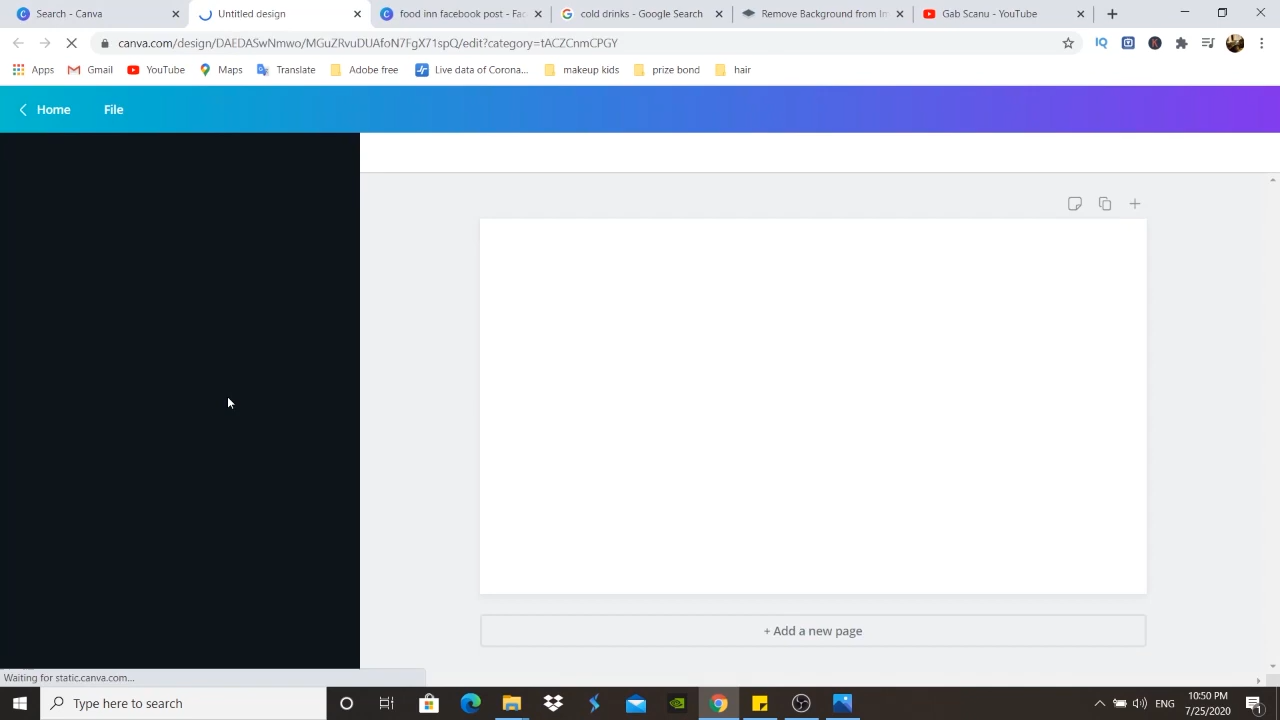 Search - Canva
Untitled design
food inn facebook post - Fac
cold drinks - Google Search
Remove Background from Im
Gab Scanu - YouTube
canva.com/design/DAEDASwNmwo/MGuZRvuDUAfoN7FgX71spQ/edit?category=tACZCnmCPGY
Apps
Gmail
YouTube
Maps
Translate
Adobe free
Live data of Corona...
makeup kids
prize bond
hair
Home
File
+ Add a new page
Waiting for static.canva.com...
Type here to search
ENG
10:50 PM
7/25/2020